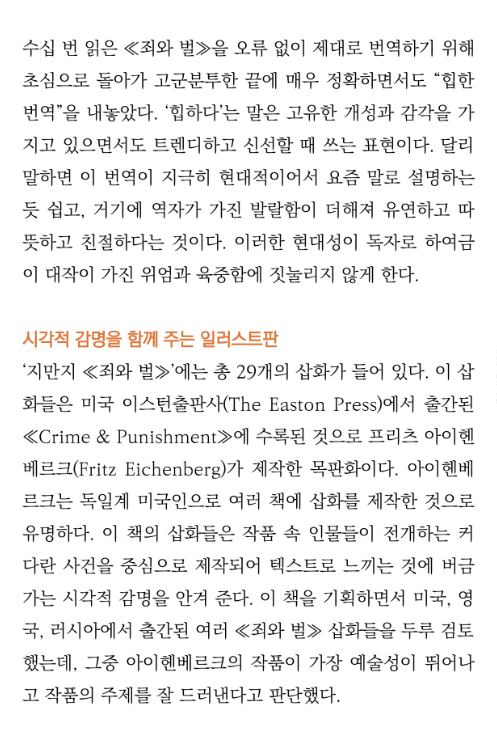 수십 번 읽은 ≪죄와 벌≫을 오류 없이 제대로 번역하기 위해
초심으로 돌아가 고군분투한 끝에 매우 정확하면서도 “힙한
번역”을 내놓았다. ‘힙하다’는 말은 고유한 개성과 감각을 가
지고 있으면서도 트렌디하고 신선할 때 쓰는 표현이다. 달리
말하면 이 번역이 지극히 현대적이어서 요즘 말로 설명하는
듯 쉽고, 거기에 역자가 가진 발랄함이 더해져 유연하고 따
뜻하고 친절하다는 것이다. 이러한 현대성이 독자로 하여금
이 대작이 가진 위엄과 육중함에 짓눌리지 않게 한다.
시각적 감명을 함께 주는 일러스트판
‘지만지 ≪죄와 벌≫’에는 총 29개의 삽화가 들어 있다. 이 삽
화들은 미국 이스턴출판사(The Easton Press)에서 출간된
≪Crime & Punishment≫에 수록된 것으로 프리츠 아이헨
베르크(Fritz Eichenberg)가 제작한 목판화이다. 아이헨베
르크는 독일계 미국인으로 여러 책에 삽화를 제작한 것으로
유명하다. 이 책의 삽화들은 작품 속 인물들이 전개하는 커
다란 사건을 중심으로 제작되어 텍스트로 느끼는 것에 버금
가는 시각적 감명을 안겨 준다. 이 책을 기획하면서 미국, 영
국, 러시아에서 출간된 여러 ≪죄와 벌≫ 삽화들을 두루 검토
했는데, 그중 아이헨베르크의 작품이 가장 예술성이 뛰어나
고 작품의 주제를 잘 드러낸다고 판단했다.